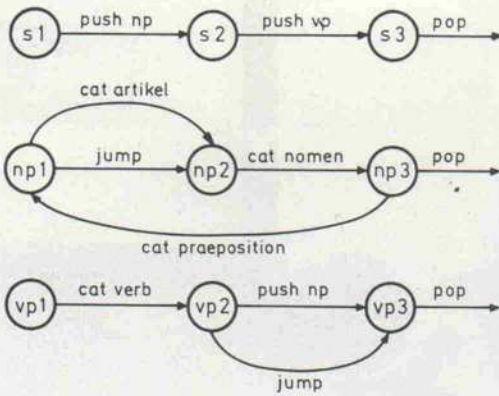 push np push vp pop
s1 s2 s3
cat artikel
jump cat nomen pop
np1 np2 np3
cat praeposition
cat verb push np pop
vp1 vp2 vp3
jump